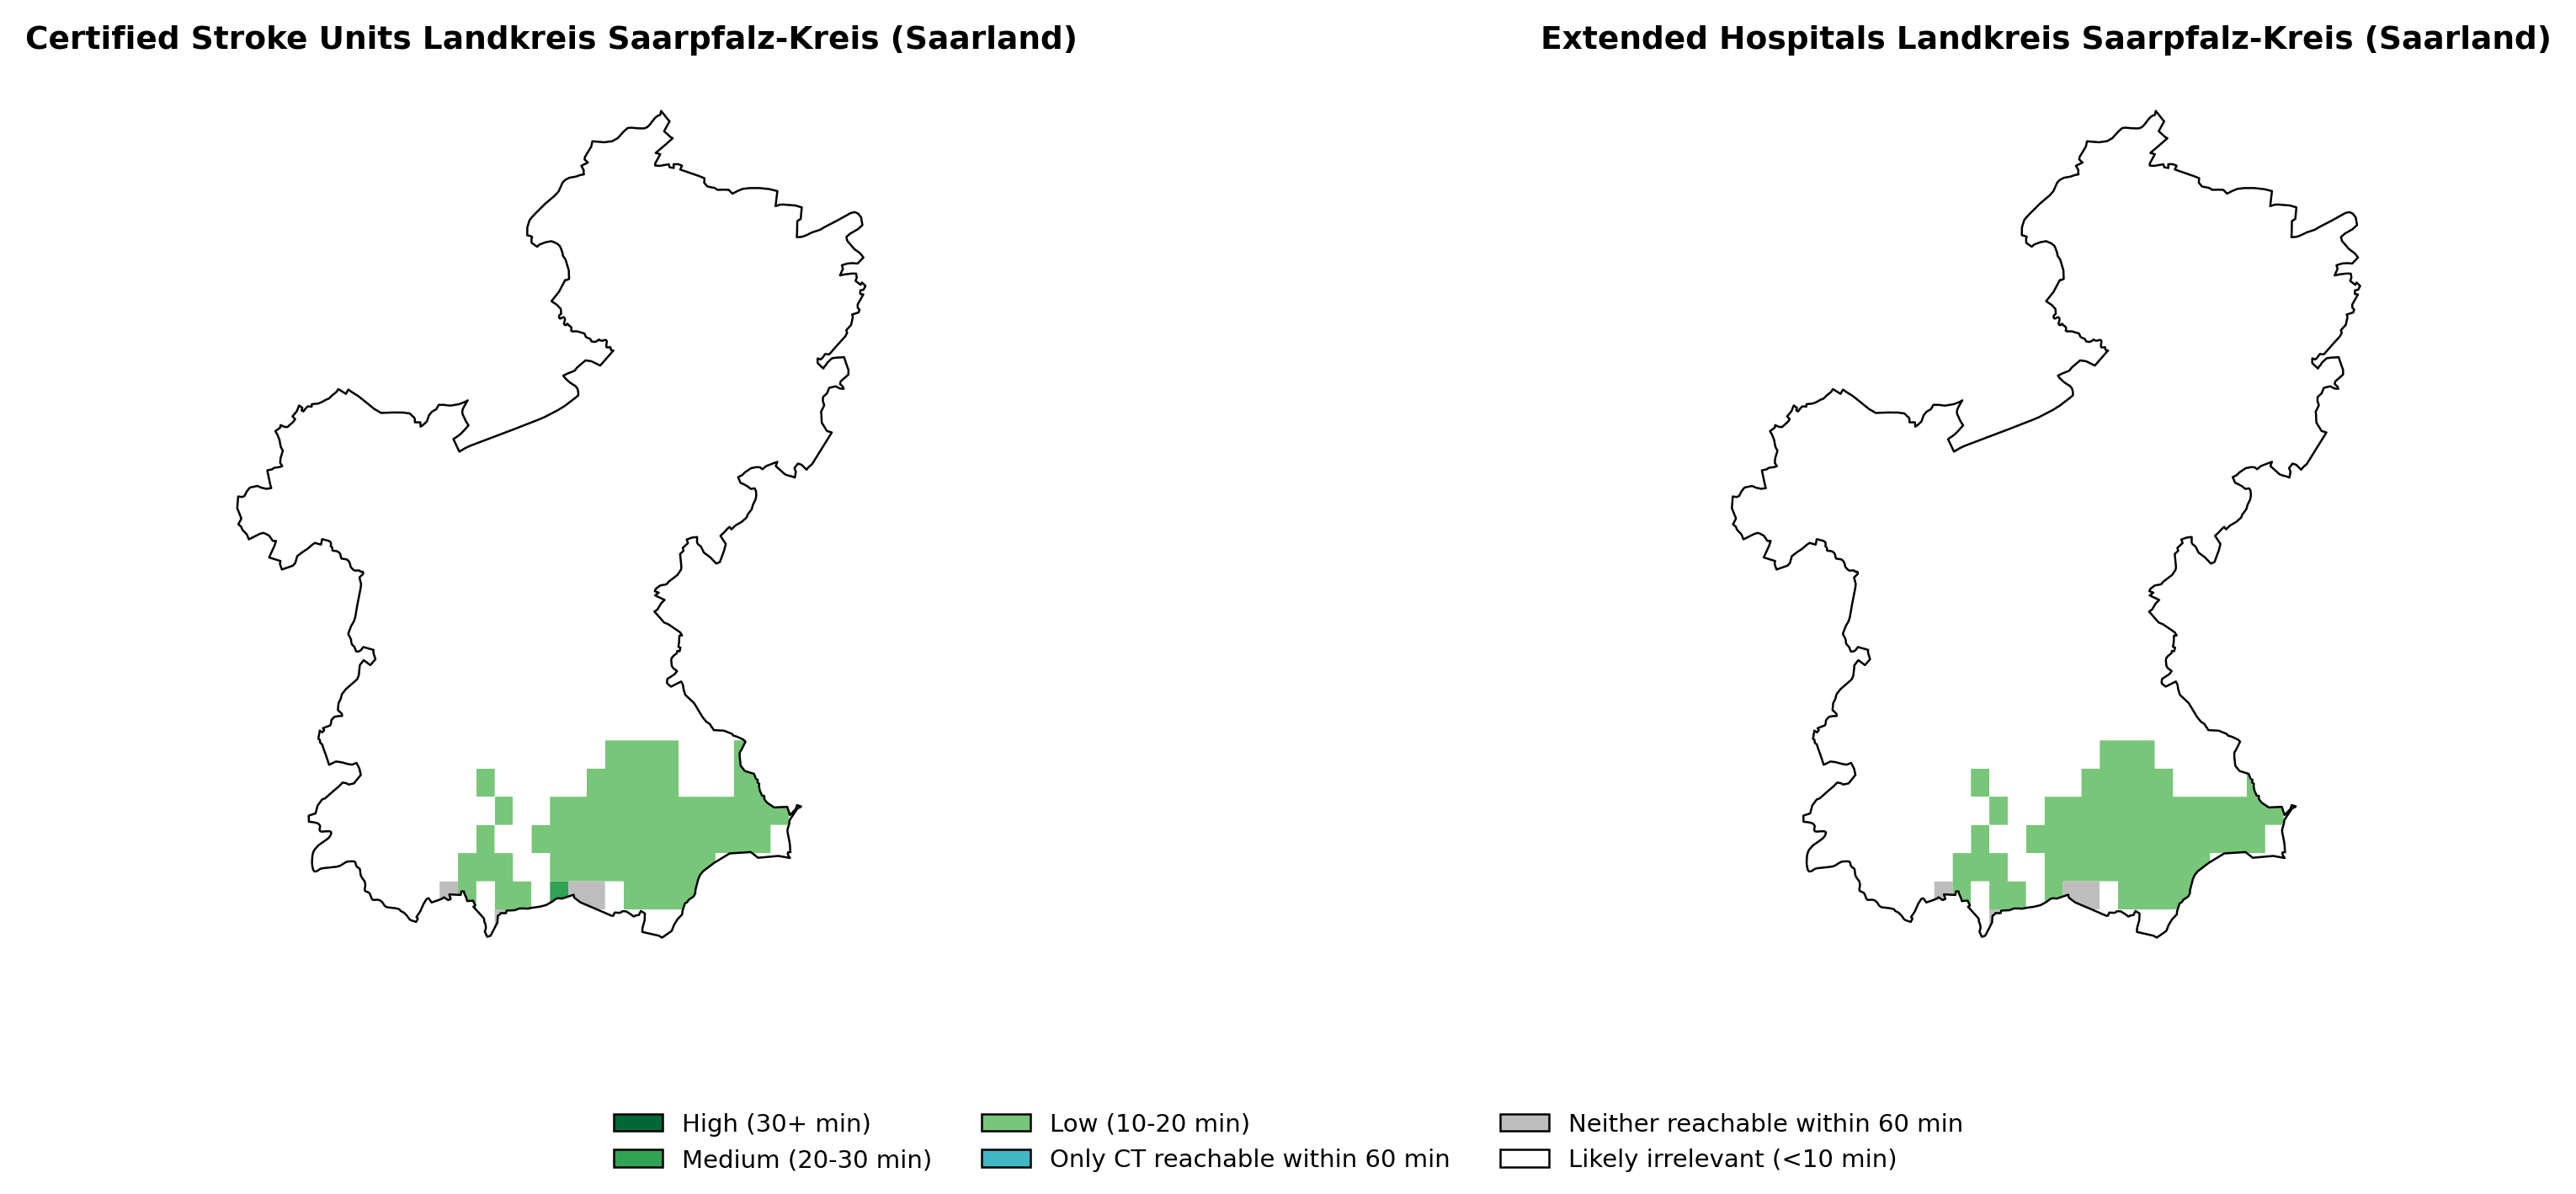 Certified Stroke Units Landkreis Saarpfalz-Kreis (Saarland)
Extended Hospitals Landkreis Saarpfalz-Kreis (Saarland)
High (30+ min)
Medium (20-30 min)
Low (10-20 min)
Only CT reachable within 60 min
Neither reachable within 60 min
Likely irrelevant (<10 min)